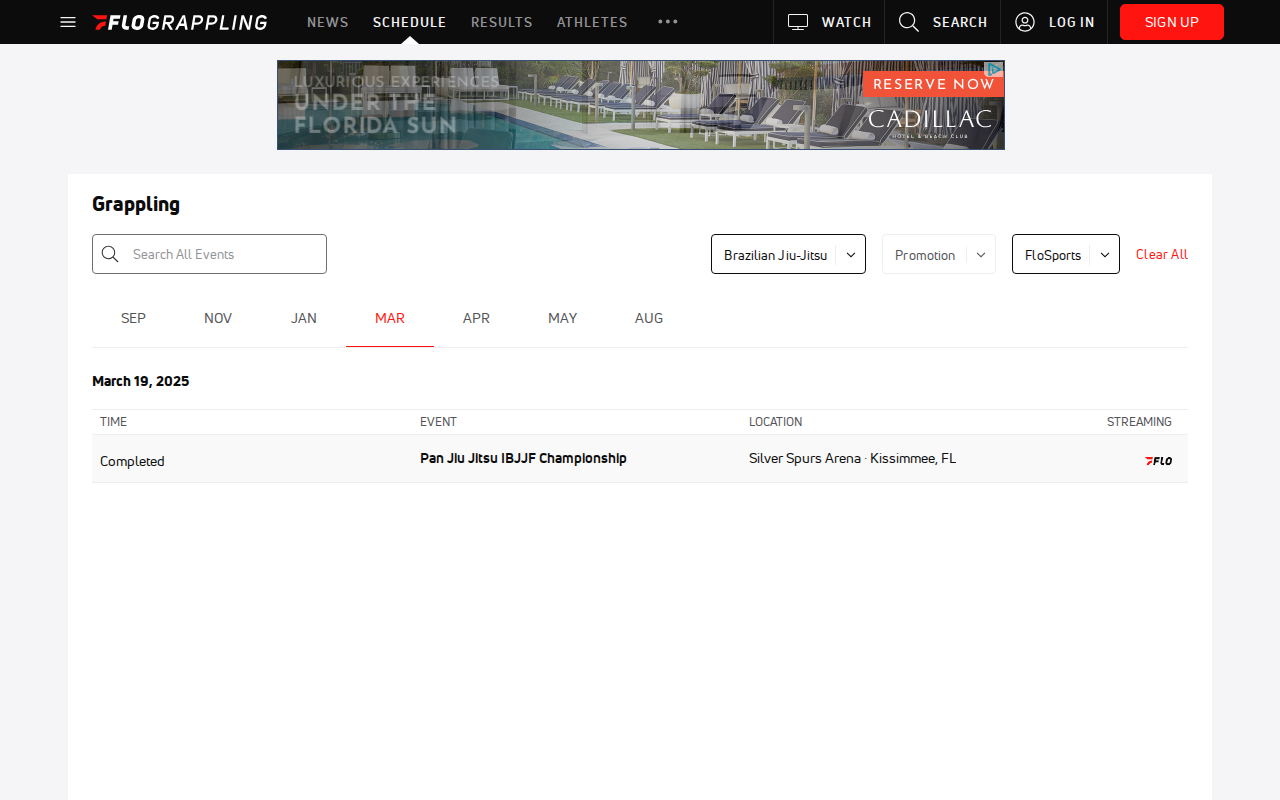 FLOGRAPPLING NEWS SCHEDULE RESULTS ATHLETES WATCH SEARCH LOG IN SIGN UP
LUXURIOUS EXPERIENCES
UNDER THE
FLORIDA SUN
RESERVE NOW
CADILLAC
HOTEL & BEACH CLUB
Grappling
Search All Events Brazilian Jiu-Jitsu Promotion FloSports Clear All
SEP NOV JAN MAR APR MAY AUG
March 19, 2025
TIME EVENT LOCATION STREAMING
Completed Pan Jiu Jitsu IBJJF Championship Silver Spurs Arena · Kissimmee, FL FLO